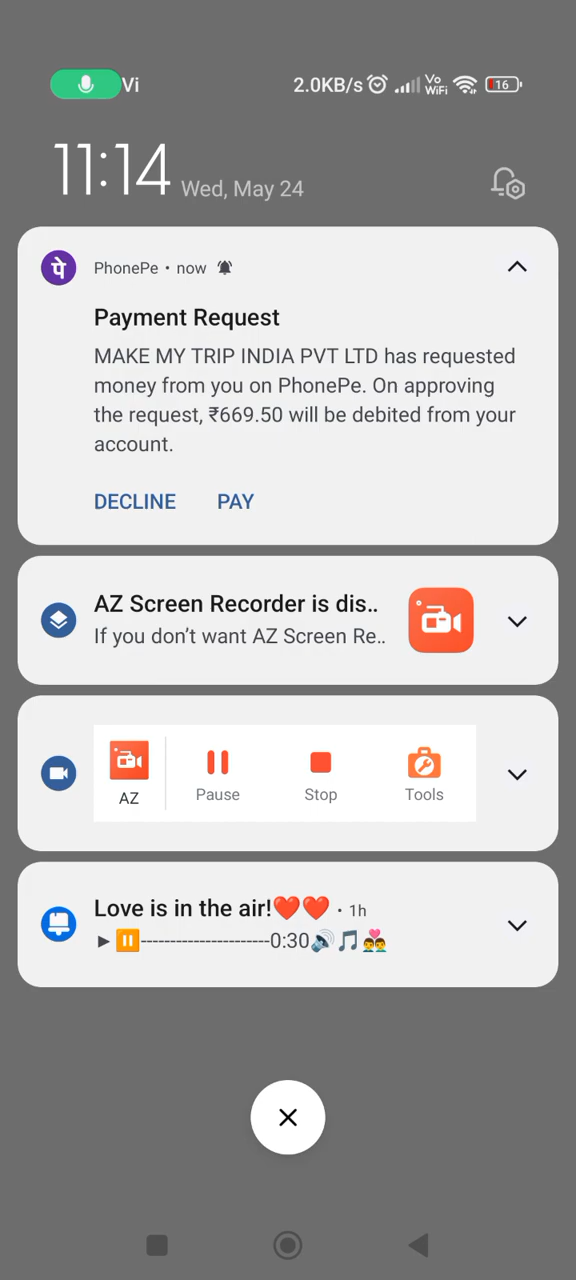 Vi 2.0KB/s Vo WiFi 16
11:14 Wed, May 24
पे PhonePe • now
Payment Request
MAKE MY TRIP INDIA PVT LTD has requested
money from you on PhonePe. On approving
the request, ₹669.50 will be debited from your
account.
DECLINE PAY
AZ Screen Recorder is dis..
If you don’t want AZ Screen Re..
AZ Pause Stop Tools
Love is in the air!❤️❤️ • 1h
►⏸️----------------------0:30🔊🎵👨‍❤️‍👨